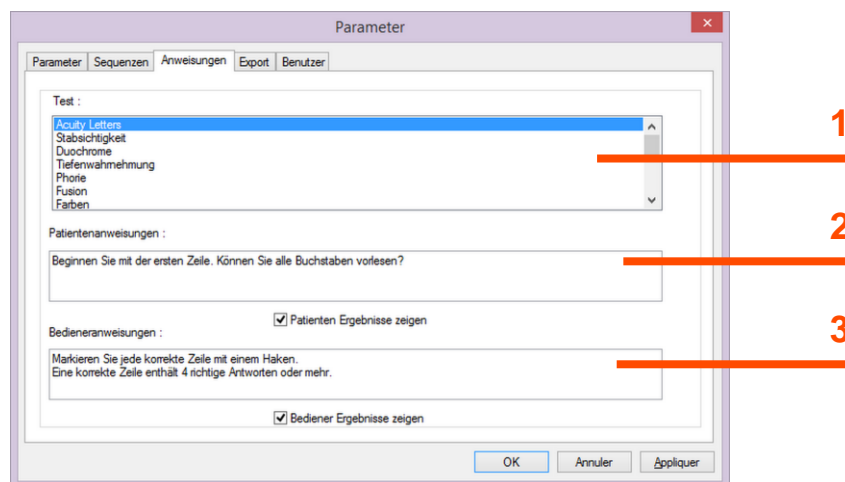 Parameter
Parameter Sequenzen Anweisungen Export Benutzer
Test :
Acuity Letters
Stabsichtigkeit
Duochrome
Tiefenwahrnehmung
Phorie
Fusion
Farben
1
Patientenanweisungen :
2
Beginnen Sie mit der ersten Zeile. Können Sie alle Buchstaben vorlesen?
Patienten Ergebnisse zeigen
Bedieneranweisungen :
3
Markieren Sie jede korrekte Zeile mit einem Haken.
Eine korrekte Zeile enthält 4 richtige Antworten oder mehr.
Bediener Ergebnisse zeigen
OK Annuler Appliquer